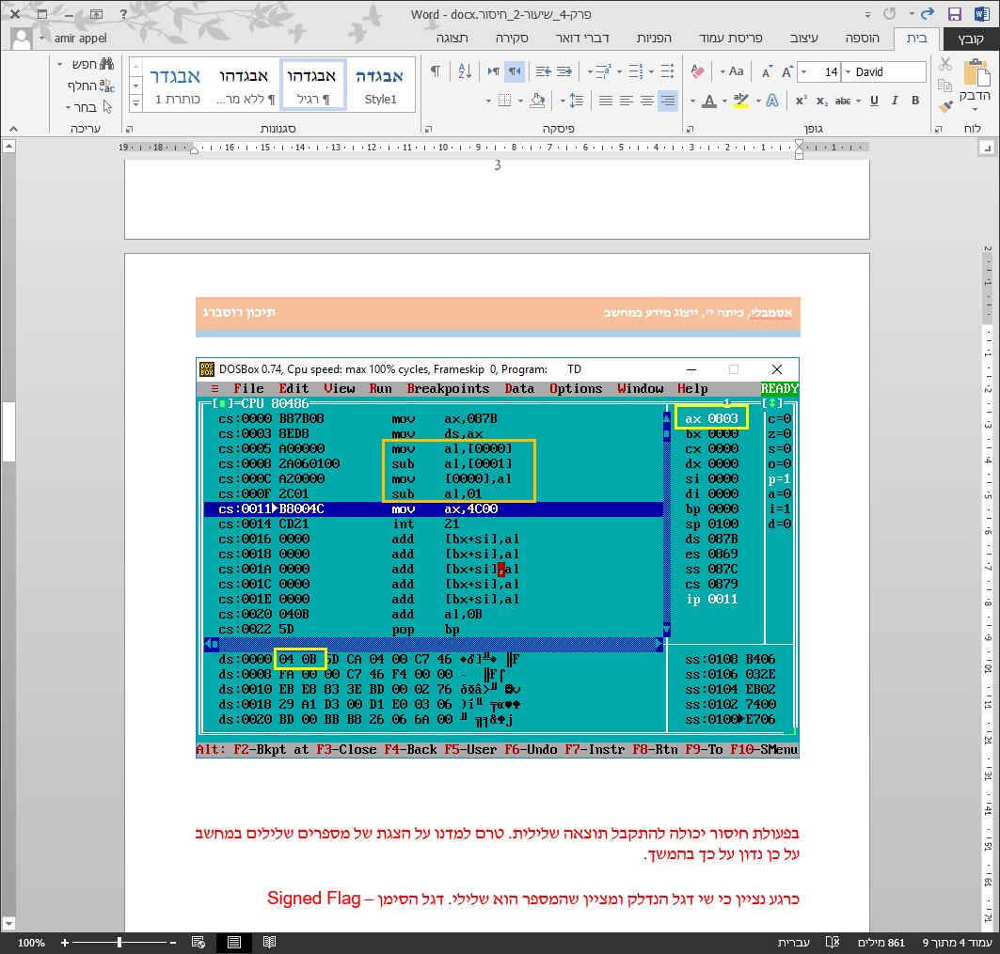 פרק-4_שיעור-2_חיסור.docx - Word
?
amir appel
קובץ
בית
הוספה
עיצוב
פריסת עמוד
הפניות
דברי דואר
סקירה
תצוגה
הדבק
David
14
Aa
B I U abc x₂ x²
אבגדהו
¶ רגיל
אבגדהו
¶ ללא מר...
אבגדר
כותרת 1
אבגדה
Style1
חפש
החלף
בחר
לוח
גופן
פיסקה
סגנונות
עריכה
3
אסמבלי, כיתה י', ייצוג מידע במחשב
תיכון רוטברג
DOSBox 0.74, Cpu speed: max 100% cycles, Frameskip 0, Program: TD
≡ File Edit View Run Breakpoints Data Options Window Help READY
CPU 80486 1
cs:0000 B87B08 mov ax,087B ax 0803 c=0
cs:0003 8ED8 mov ds,ax bx 0000 z=0
cs:0005 A00000 mov al,[0000] cx 0000 s=0
cs:0008 2A060100 sub al,[0001] dx 0000 o=0
cs:000C A20000 mov [0000],al si 0000 p=1
cs:000F 2C01 sub al,01 di 0000 a=0
cs:0011►B8004C mov ax,4C00 bp 0000 i=1
cs:0014 CD21 int 21 sp 0100 d=0
cs:0016 0000 add [bx+si],al ds 087B
cs:0018 0000 add [bx+si],al es 0869
cs:001A 0000 add [bx+si],al ss 087C
cs:001C 0000 add [bx+si],al cs 0879
cs:001E 0000 add [bx+si],al ip 0011
cs:0020 040B add al,0B
cs:0022 5D pop bp
ds:0000 04 0B 5D CA 04 00 C7 46 ♦♂]╩♦ ╟F ss:0108 B406
ds:0008 FA 00 00 C7 46 F4 00 00 · ╟F⌠ ss:0106 032E
ds:0010 EB E8 83 3E BD 00 02 76 δΦâ>╜ ☻v ss:0104 EB02
ds:0018 29 A1 D3 00 D1 E0 03 06 )í╙ ╤α♥♠ ss:0102 7400
ds:0020 BD 00 BB B8 26 06 6A 00 ╜ ╗╕&♠j ss:0100►E706
Alt: F2-Bkpt at F3-Close F4-Back F5-User F6-Undo F7-Instr F8-Rtn F9-To F10-SMenu
בפעולת חיסור יכולה להתקבל תוצאה שלילית. טרם למדנו על הצגת של מספרים שלילים במחשב
על כן נדון על כך בהמשך.
כרגע נציין כי שי דגל הנדלק ומציין שהמספר הוא שלילי. דגל הסימן – Signed Flag
עמוד 4 מתוך 9
861 מילים
עברית
100%